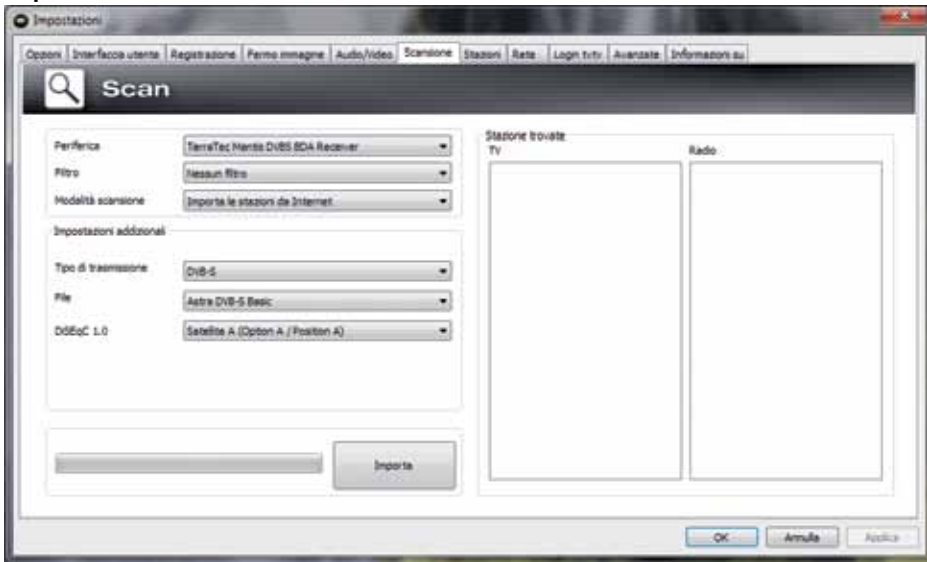 Impostazioni
Opzioni Interfaccia utente Registrazione Fermo immagine Audio/Video Scansione Stazioni Rete Login tvtv Avanzate Informazioni su
Scan
Periferica
TerraTec Mantis DVBS BDA Receiver
Filtro
Nessun filtro
Modalità scansione
Importa le stazioni da Internet
Impostazioni addizionali
Tipo di trasmissione
DVB-S
File
Astra DVB-S Basic
DiSEqC 1.0
Satellite A (Option A / Position A)
Importa
Stazione trovate
TV
Radio
OK Annulla Applica